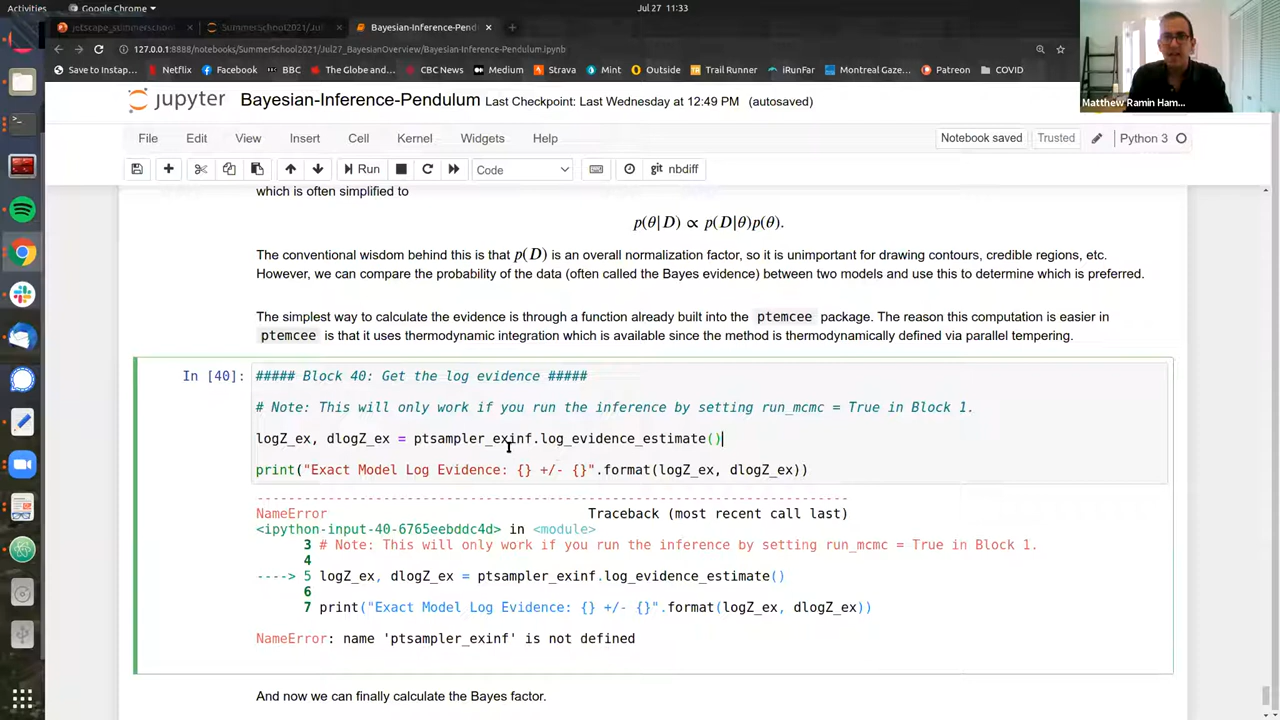 Activities
Google Chrome
Jul 27 11:33
jetscape_summerschool
SummerSchool2021/Jul
Bayesian-Inference-Pend
127.0.0.1:8888/notebooks/SummerSchool2021/Jul27_BayesianOverview/Bayesian-Inference-Pendulum.ipynb
Save to Instap... Netflix Facebook BBC The Globe and... CBC News Medium Strava Mint Outside Trail Runner iRunFar Montreal Gaze... Patreon COVID
Matthew Ramin Ham...
jupyter Bayesian-Inference-Pendulum Last Checkpoint: Last Wednesday at 12:49 PM (autosaved)
File Edit View Insert Cell Kernel Widgets Help
Notebook saved Trusted Python 3
Run Code git nbdiff
which is often simplified to
p(θ|D) ∝ p(D|θ)p(θ).
The conventional wisdom behind this is that p(D) is an overall normalization factor, so it is unimportant for drawing contours, credible regions, etc.
However, we can compare the probability of the data (often called the Bayes evidence) between two models and use this to determine which is preferred.
The simplest way to calculate the evidence is through a function already built into the ptemcee package. The reason this computation is easier in
ptemcee is that it uses thermodynamic integration which is available since the method is thermodynamically defined via parallel tempering.
In [40]: ##### Block 40: Get the log evidence #####
# Note: This will only work if you run the inference by setting run_mcmc = True in Block 1.
logZ_ex, dlogZ_ex = ptsampler_exinf.log_evidence_estimate()
print("Exact Model Log Evidence: {} +/- {}".format(logZ_ex, dlogZ_ex))
---------------------------------------------------------------------------
NameError Traceback (most recent call last)
<ipython-input-40-6765eebddc4d> in <module>
3 # Note: This will only work if you run the inference by setting run_mcmc = True in Block 1.
4
----> 5 logZ_ex, dlogZ_ex = ptsampler_exinf.log_evidence_estimate()
6
7 print("Exact Model Log Evidence: {} +/- {}".format(logZ_ex, dlogZ_ex))
NameError: name 'ptsampler_exinf' is not defined
And now we can finally calculate the Bayes factor.